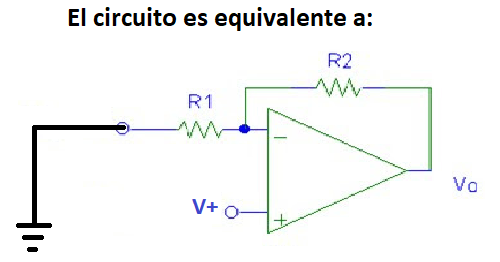 El circuito es equivalente a:
R2
R1
−
Vo
V+
+